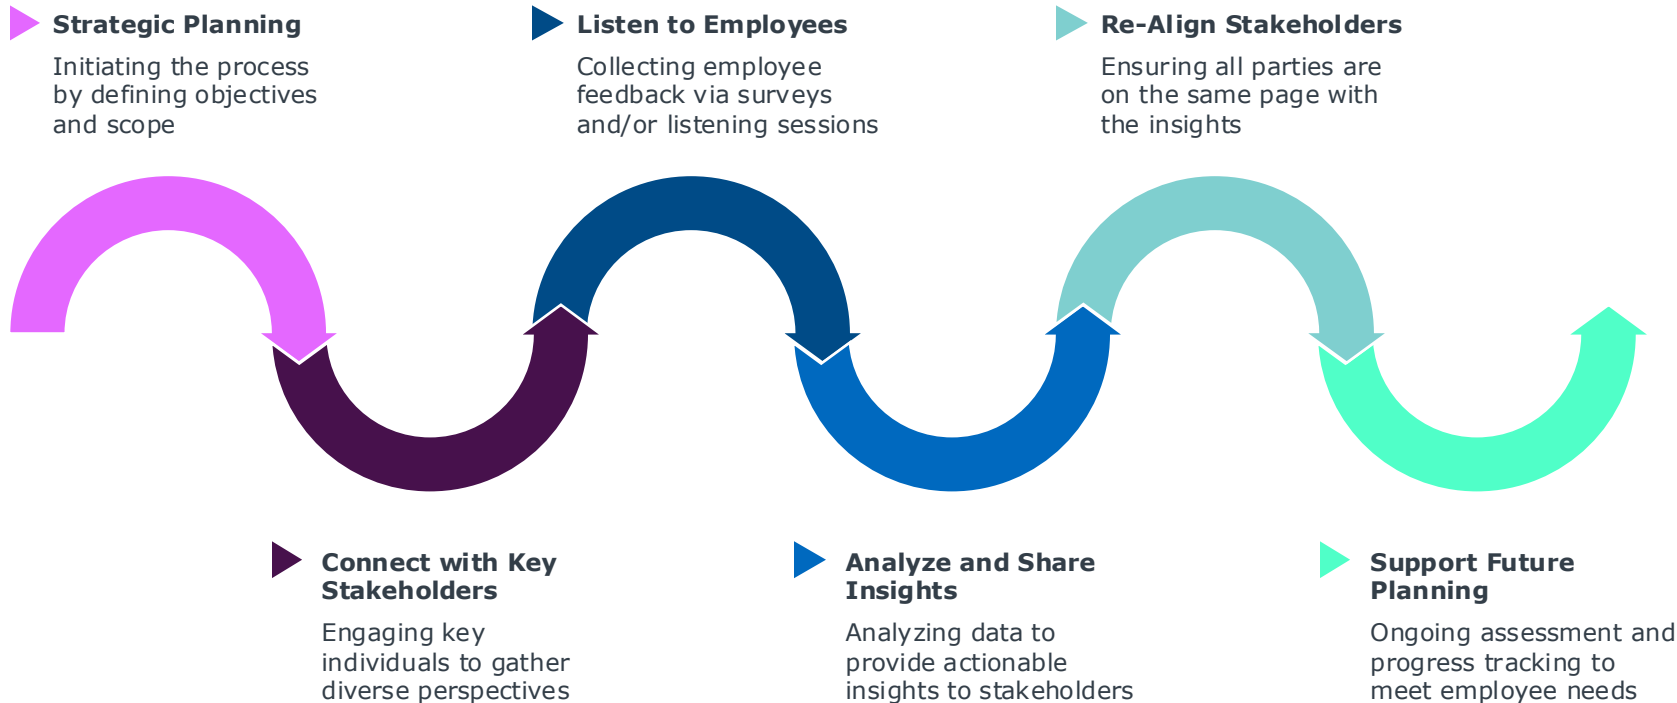 Strategic Planning
Initiating the process
by defining objectives
and scope
Connect with Key
Stakeholders
Engaging key
individuals to gather
diverse perspectives
Listen to Employees
Collecting employee
feedback via surveys
and/or listening sessions
Analyze and Share
Insights
Analyzing data to
provide actionable
insights to stakeholders
Re-Align Stakeholders
Ensuring all parties are
on the same page with
the insights
Support Future
Planning
Ongoing assessment and
progress tracking to
meet employee needs